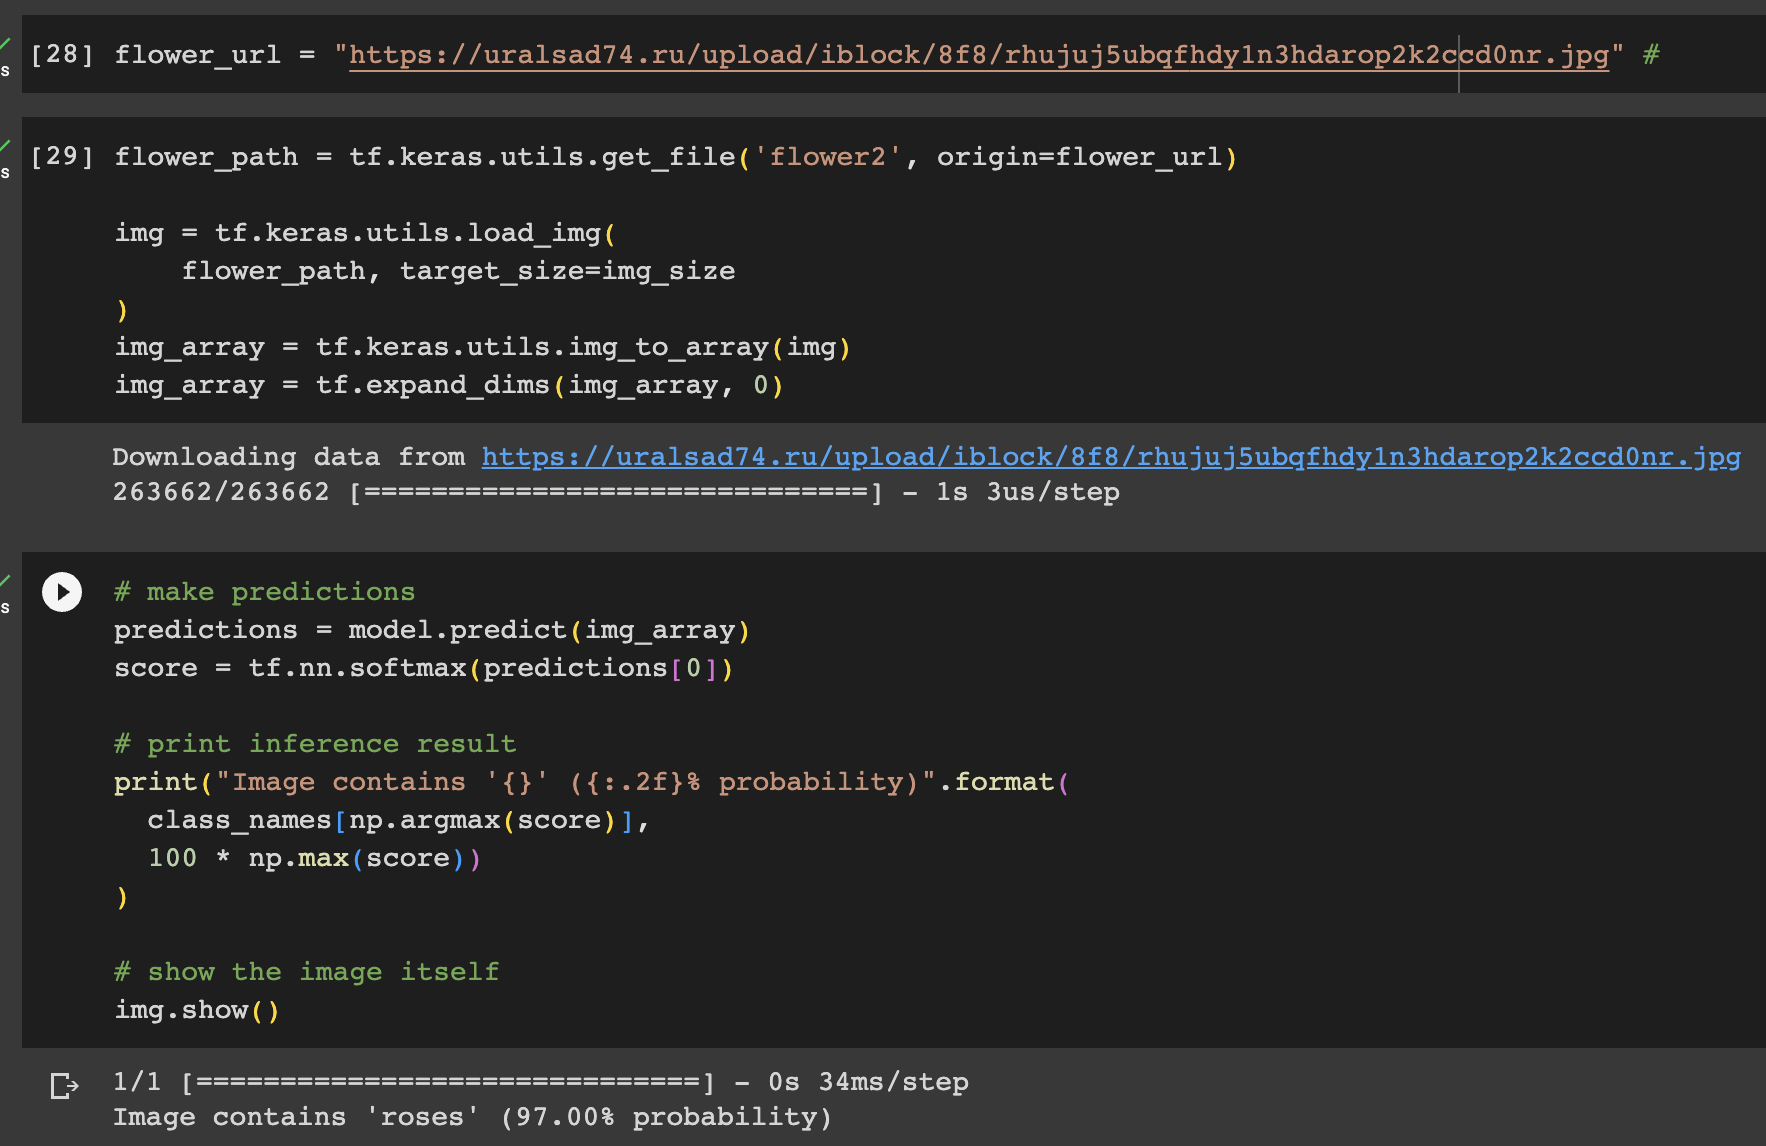 [28] flower_url = "https://uralsad74.ru/upload/iblock/8f8/rhujuj5ubqfhdy1n3hdarop2k2ccd0nr.jpg" #
s
[29] flower_path = tf.keras.utils.get_file('flower2', origin=flower_url)
s
img = tf.keras.utils.load_img(
    flower_path, target_size=img_size
)
img_array = tf.keras.utils.img_to_array(img)
img_array = tf.expand_dims(img_array, 0)
Downloading data from https://uralsad74.ru/upload/iblock/8f8/rhujuj5ubqfhdy1n3hdarop2k2ccd0nr.jpg
263662/263662 [==============================] - 1s 3us/step
# make predictions
s
predictions = model.predict(img_array)
score = tf.nn.softmax(predictions[0])
# print inference result
print("Image contains '{}' ({:.2f}% probability)".format(
  class_names[np.argmax(score)],
  100 * np.max(score))
)
# show the image itself
img.show()
1/1 [==============================] - 0s 34ms/step
Image contains 'roses' (97.00% probability)